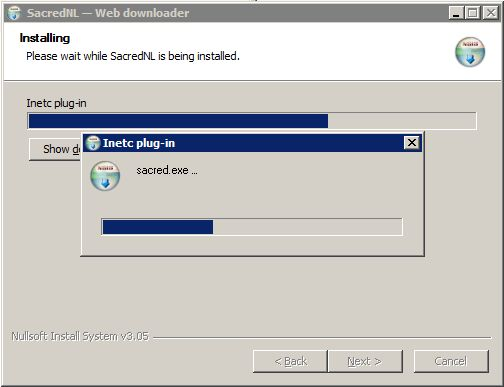 SacredNL — Web downloader
Installing
Please wait while SacredNL is being installed.
Inetc plug-in
Show de
Inetc plug-in
sacred.exe ...
Nullsoft Install System v3.05
< Back
Next >
Cancel